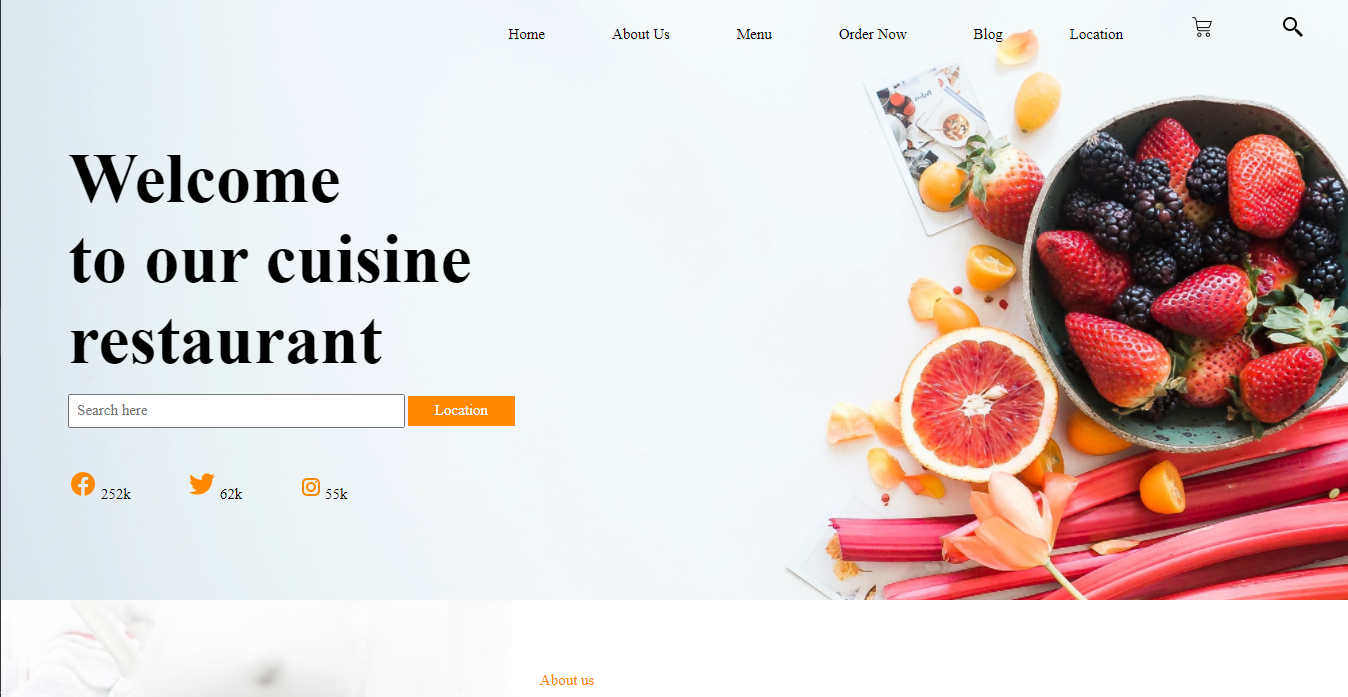 Home About Us Menu Order Now Blog Location
Welcome
to our cuisine
restaurant
Search here Location
252k 62k 55k
About us